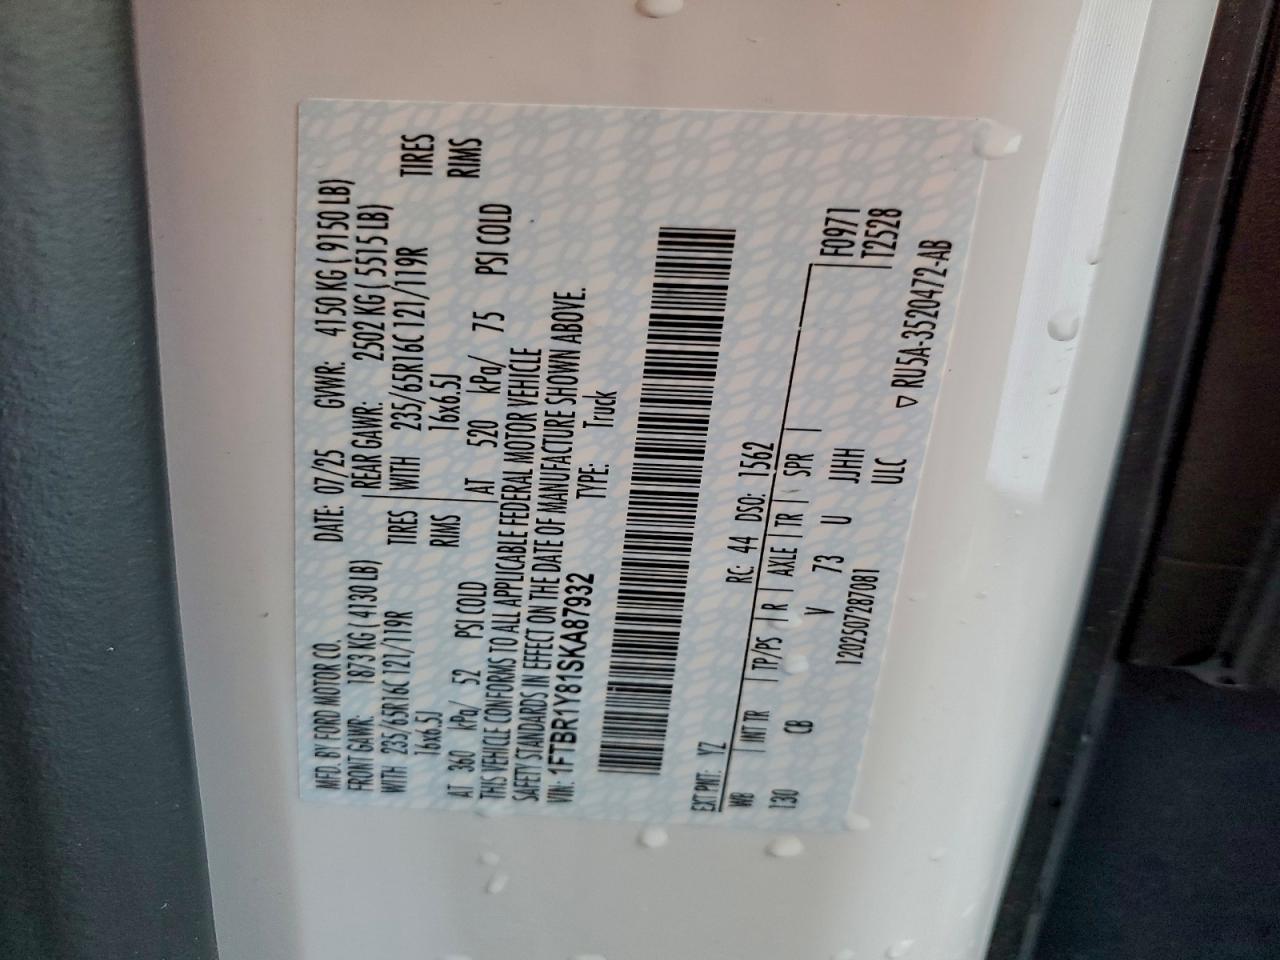 MFD. BY FORD MOTOR CO. DATE: 07/25 GVWR: 4150 KG ( 9150 LB)
FRONT GAWR: 1873 KG ( 4130 LB) REAR GAWR: 2502 KG ( 5515 LB)
WITH 235/65R16C 121/119R TIRES WITH 235/65R16C 121/119R TIRES
16x6.5J RIMS 16x6.5J RIMS
AT 360 kPa/ 52 PSI COLD AT 520 kPa/ 75 PSI COLD
THIS VEHICLE CONFORMS TO ALL APPLICABLE FEDERAL MOTOR VEHICLE
SAFETY STANDARDS IN EFFECT ON THE DATE OF MANUFACTURE SHOWN ABOVE.
VIN: 1FTBR1Y81SKA87932 TYPE: Truck
EXT PNT: YZ RC: 44 DSO: 1562
WB INT TR TP/PS R AXLE TR SPR F0971
130 CB V 73 U JHH T2528
120250728708​1 ULC
▽ RU5A-3520472-AB